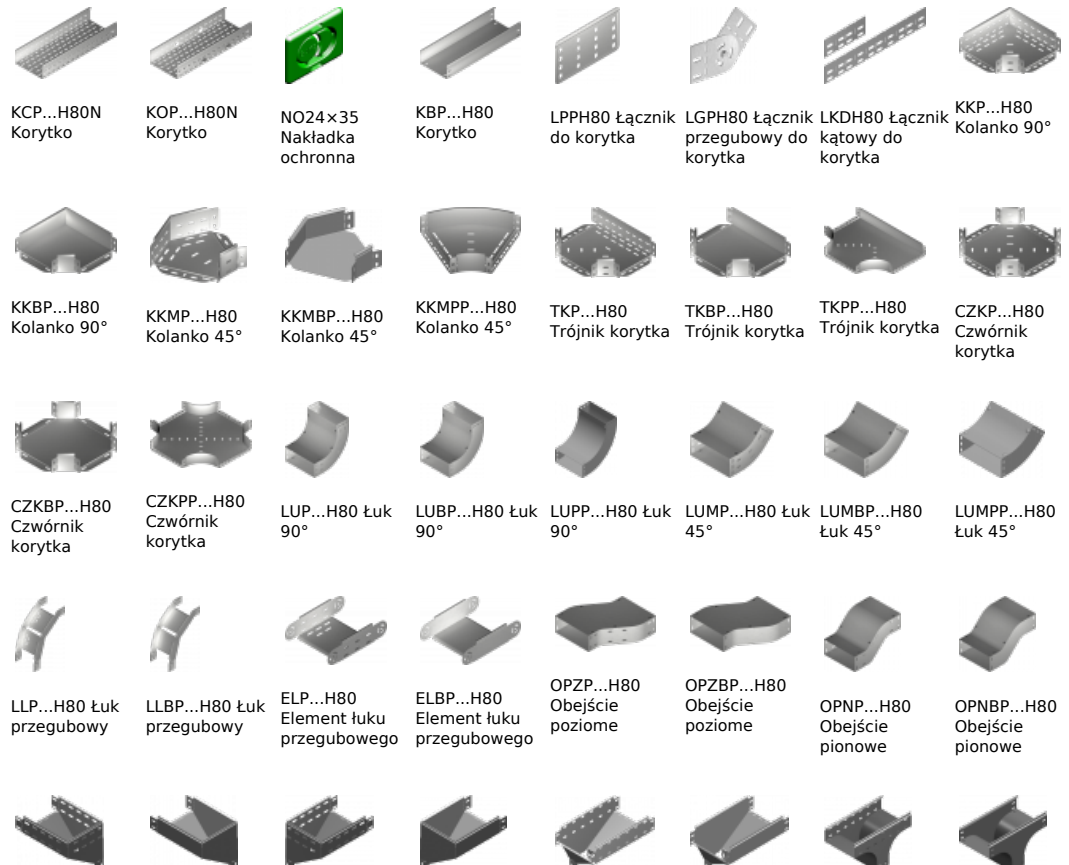 KCP...H80N
Korytko
KOP...H80N
Korytko
NO24×35
Nakładka
ochronna
KBP...H80
Korytko
LPPH80 Łącznik
do korytka
LGPH80 Łącznik
przegubowy do
korytka
LKDH80 Łącznik
kątowy do
korytka
KKP...H80
Kolanko 90°
KKBP...H80
Kolanko 90°
KKMP...H80
Kolanko 45°
KKMBP...H80
Kolanko 45°
KKMPP...H80
Kolanko 45°
TKP...H80
Trójnik korytka
TKBP...H80
Trójnik korytka
TKPP...H80
Trójnik korytka
CZKP...H80
Czwórnik
korytka
CZKBP...H80
Czwórnik
korytka
CZKPP...H80
Czwórnik
korytka
LUP...H80 Łuk
90°
LUBP...H80 Łuk
90°
LUPP...H80 Łuk
90°
LUMP...H80 Łuk
45°
LUMBP...H80
Łuk 45°
LUMPP...H80
Łuk 45°
LLP...H80 Łuk
przegubowy
LLBP...H80 Łuk
przegubowy
ELP...H80
Element łuku
przegubowego
ELBP...H80
Element łuku
przegubowego
OPZP...H80
Obejście
poziome
OPZBP...H80
Obejście
poziome
OPNP...H80
Obejście
pionowe
OPNBP...H80
Obejście
pionowe